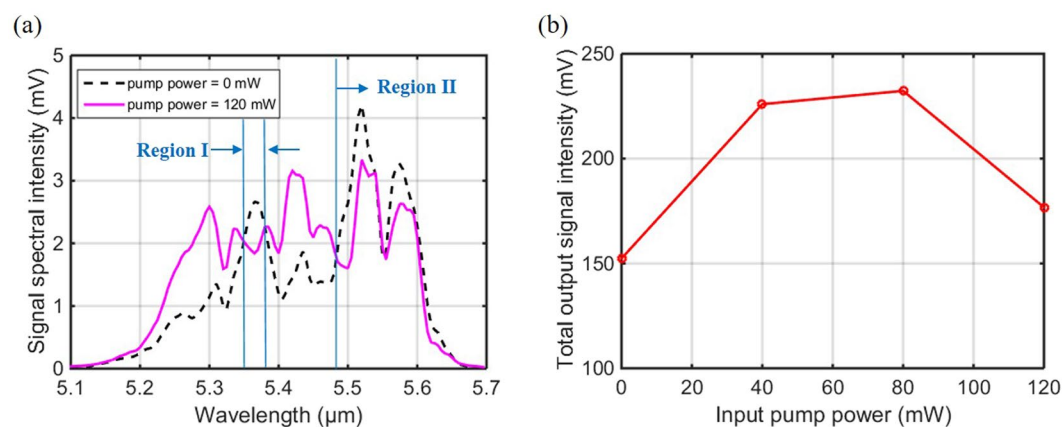 (a)
5
4
3
2
1
0
Signal spectral intensity (mV)
pump power = 0 mW
pump power = 120 mW
Region I
Region II
5.1 5.2 5.3 5.4 5.5 5.6 5.7
Wavelength (μm)
(b)
250
200
150
100
Total output signal intensity (mV)
0 20 40 60 80 100 120
Input pump power (mW)